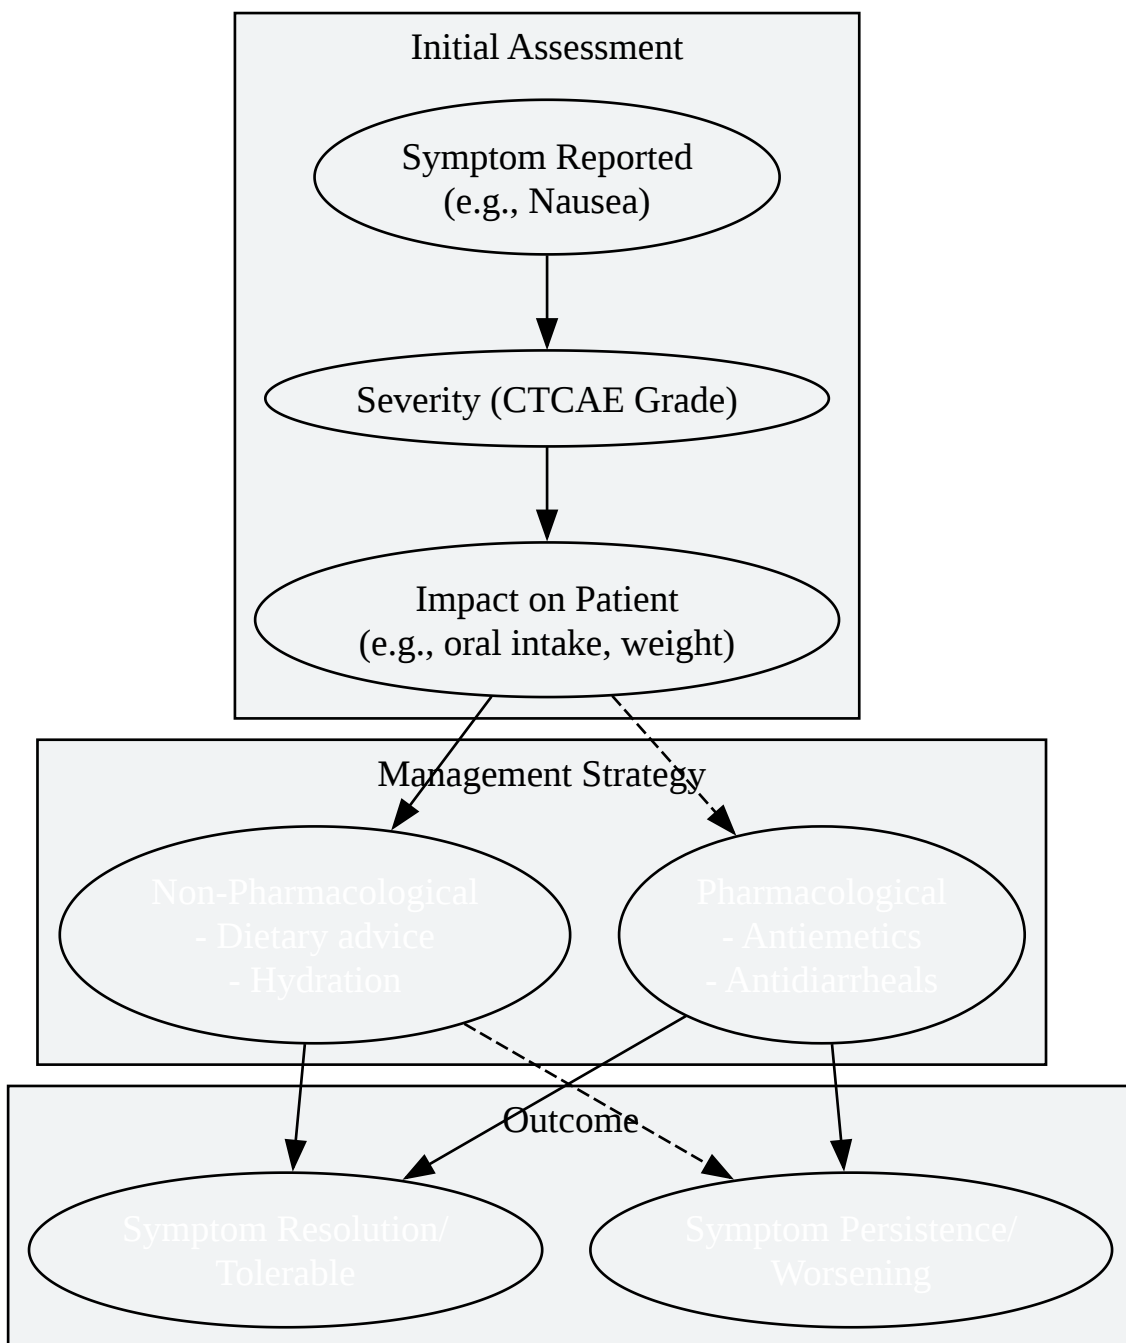 Initial Assessment
Symptom Reported
(e.g., Nausea)
Severity (CTCAE Grade)
Impact on Patient
(e.g., oral intake, weight)
Management Strategy
Non-Pharmacological
- Dietary advice
- Hydration
Pharmacological
- Antiemetics
- Antidiarrheals
Outcome
Symptom Resolution/
Tolerable
Symptom Persistence/
Worsening